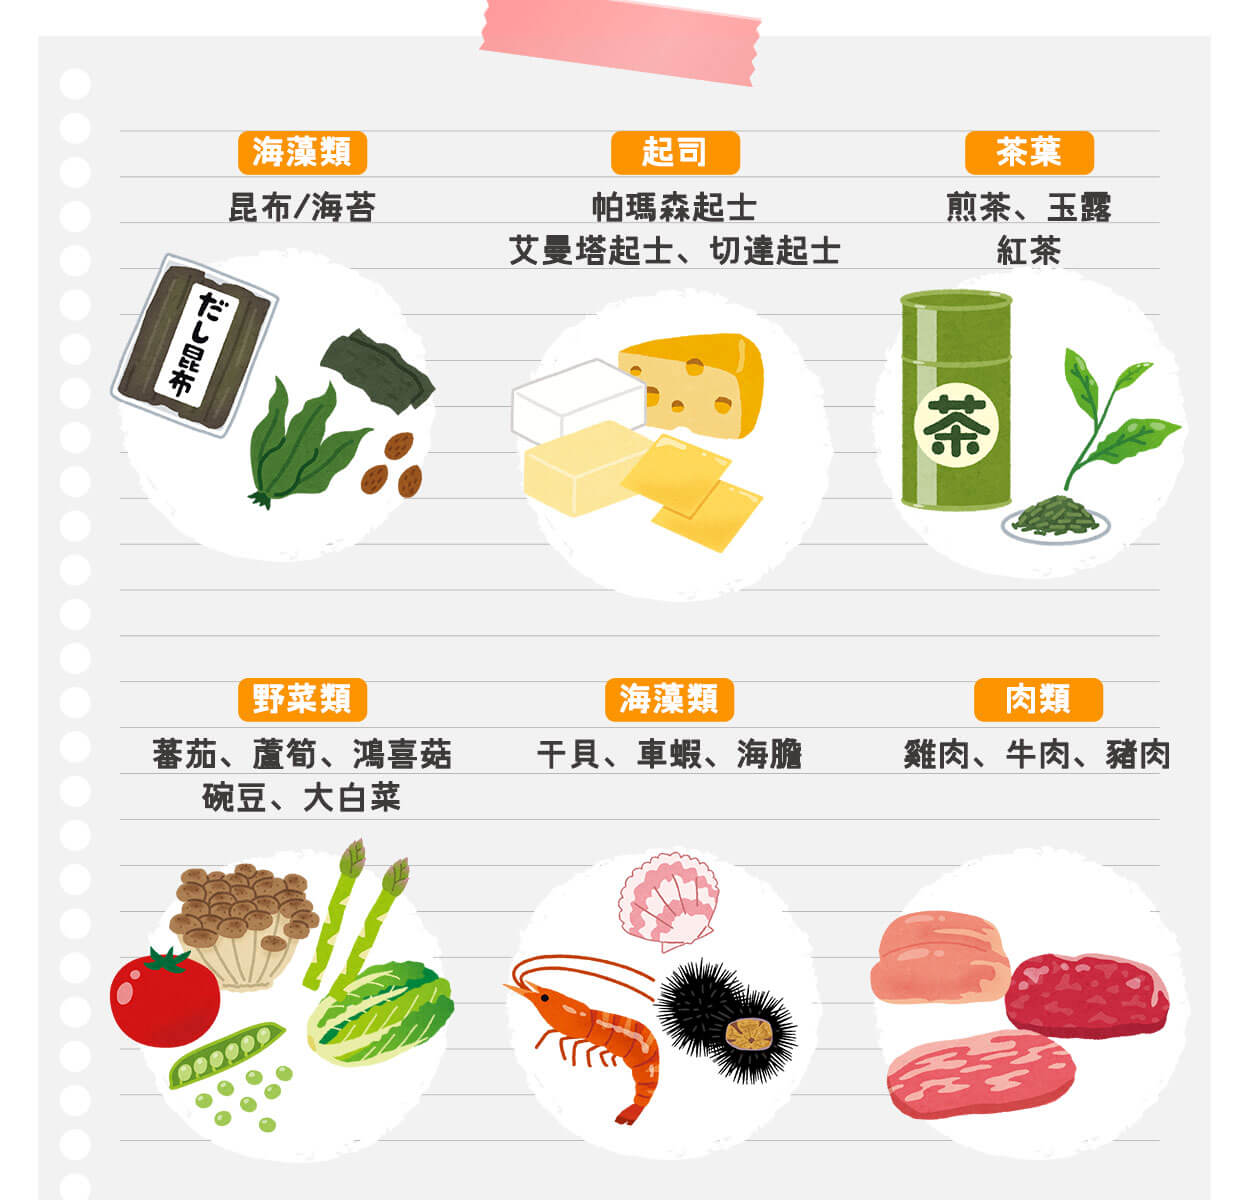 海藻類
昆布/海苔
だし昆布
起司
帕瑪森起士
艾曼塔起士、切達起士
茶葉
煎茶、玉露
紅茶
茶
野菜類
蕃茄、蘆筍、鴻喜菇
碗豆、大白菜
海藻類
干貝、車蝦、海膽
肉類
雞肉、牛肉、豬肉